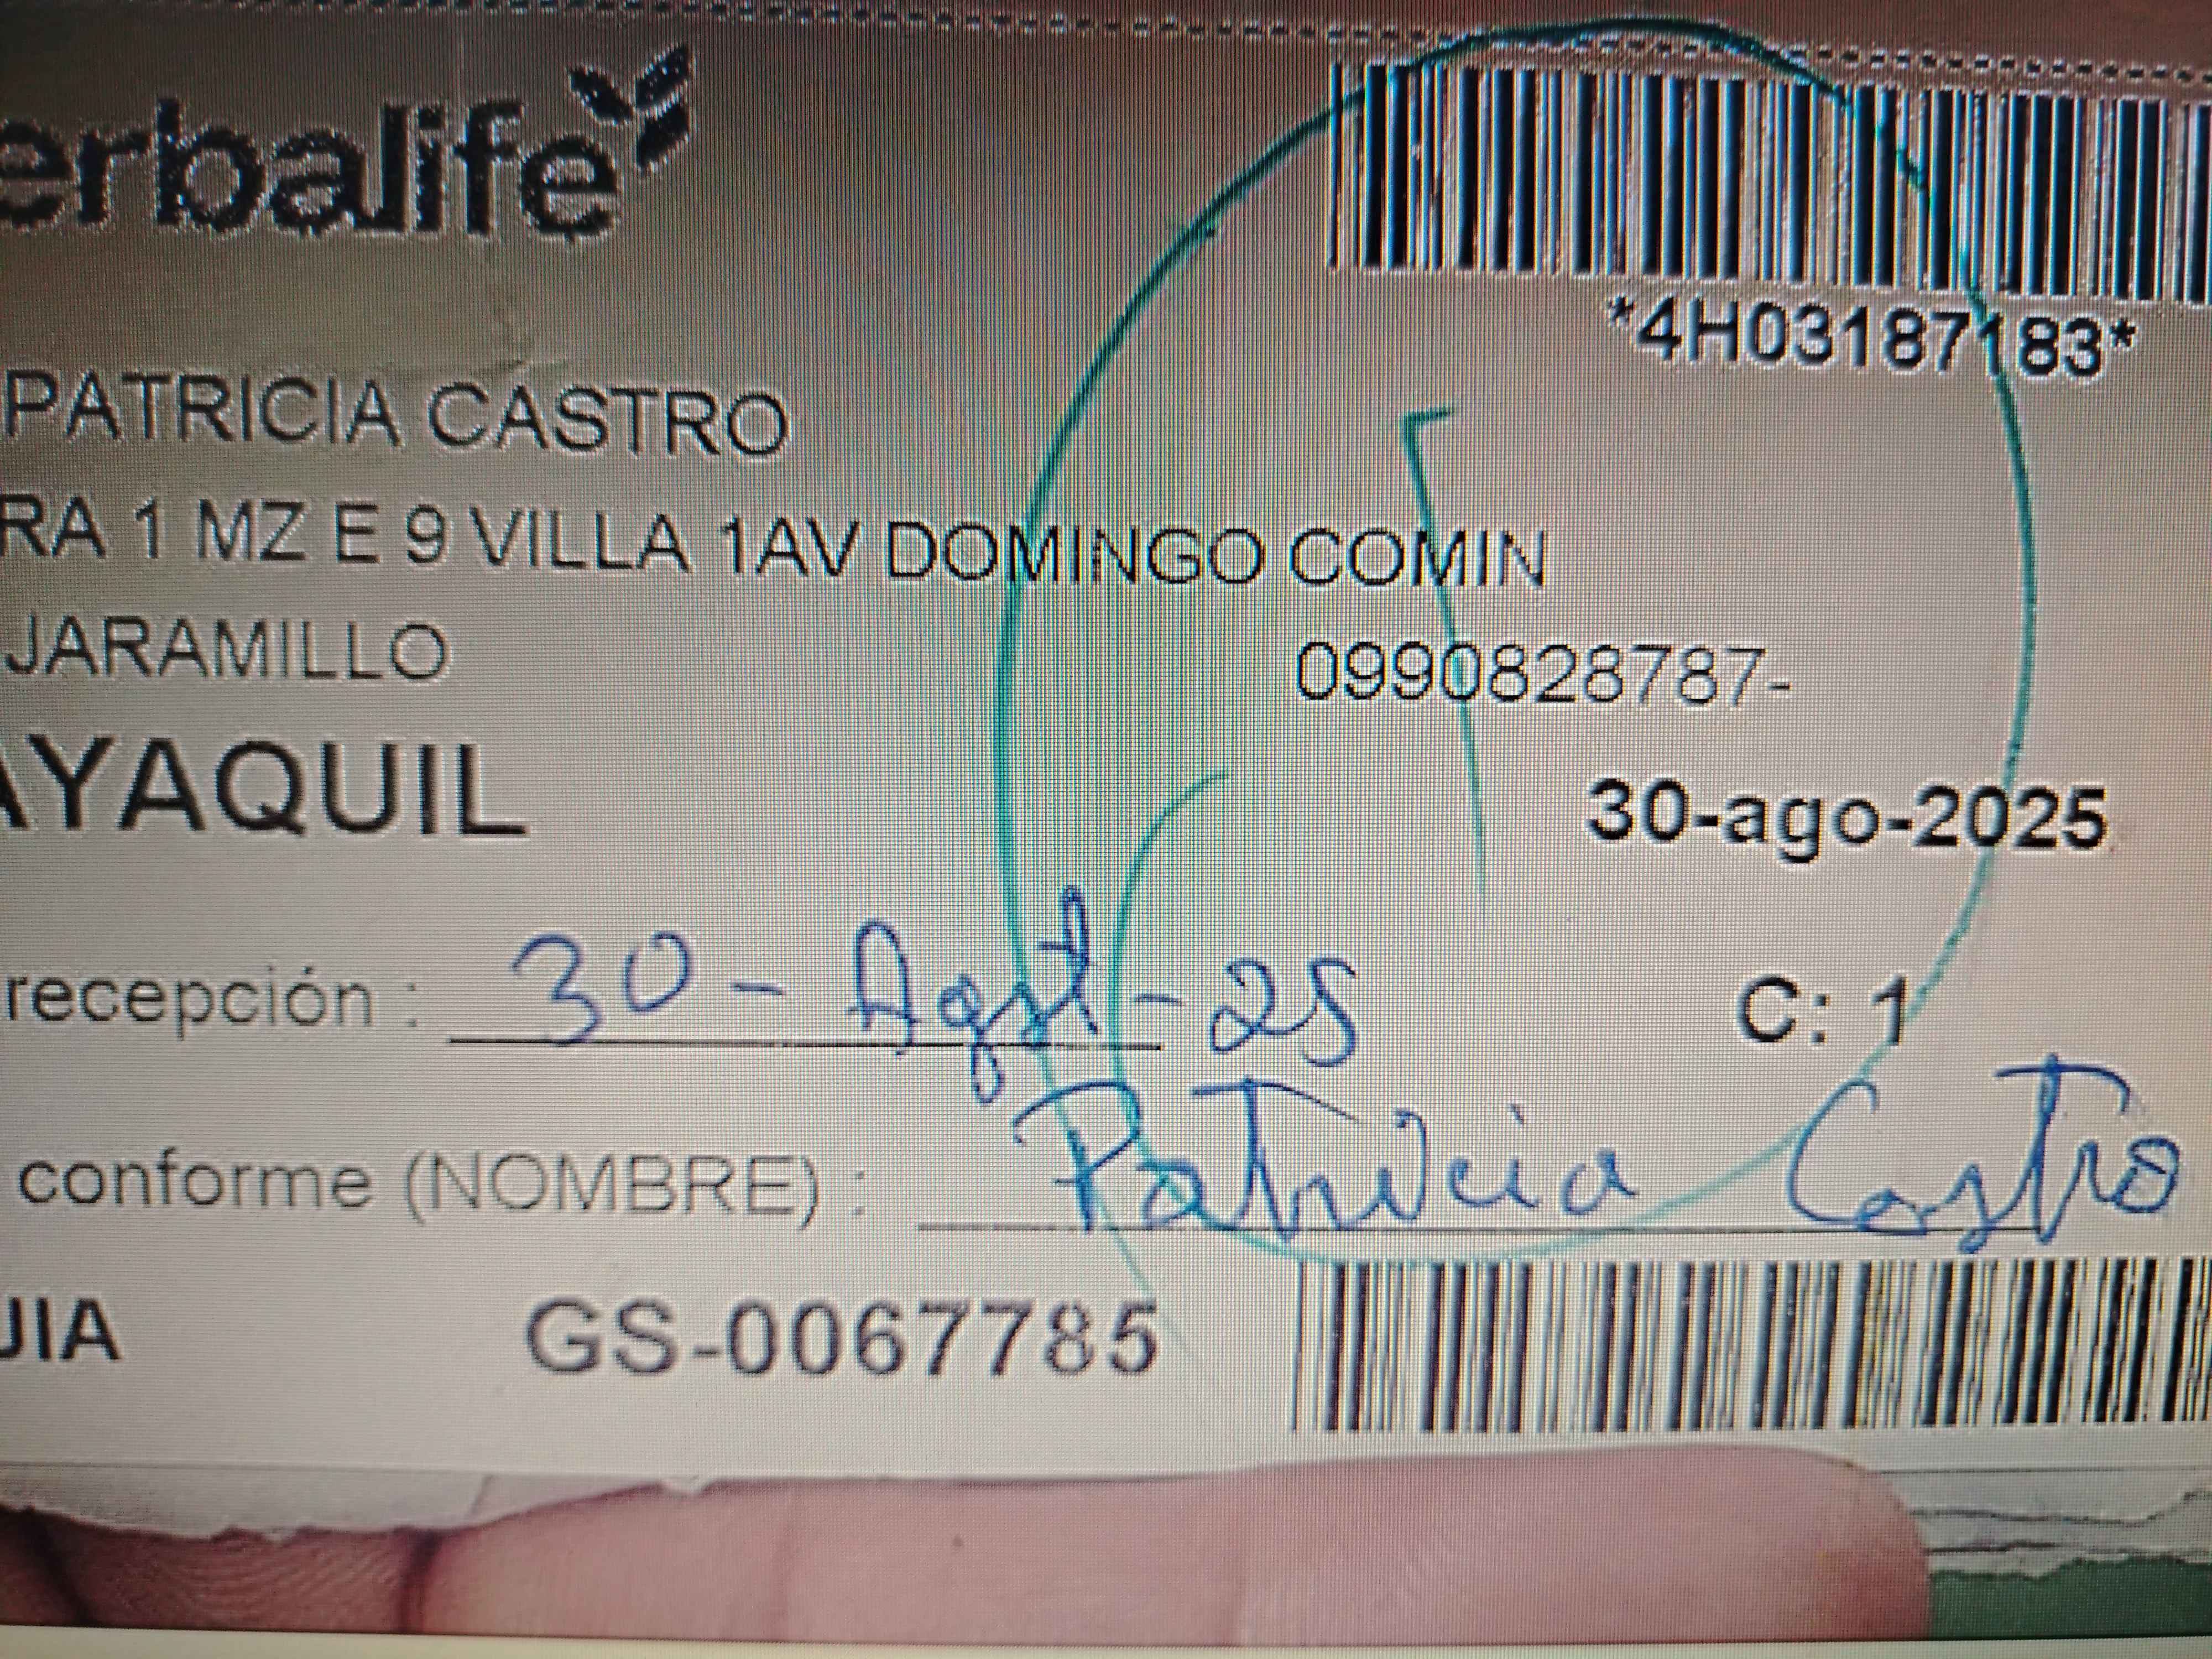 erbalife
*4H03187183*
PATRICIA CASTRO
RA 1 MZ E 9 VILLA 1AV DOMINGO COMIN
JARAMILLO
0990828787-
AYAQUIL
30-ago-2025
recepción : 30 - Agst - 25
C: 1
conforme (NOMBRE) : Patricia Castro
UIA GS-0067785